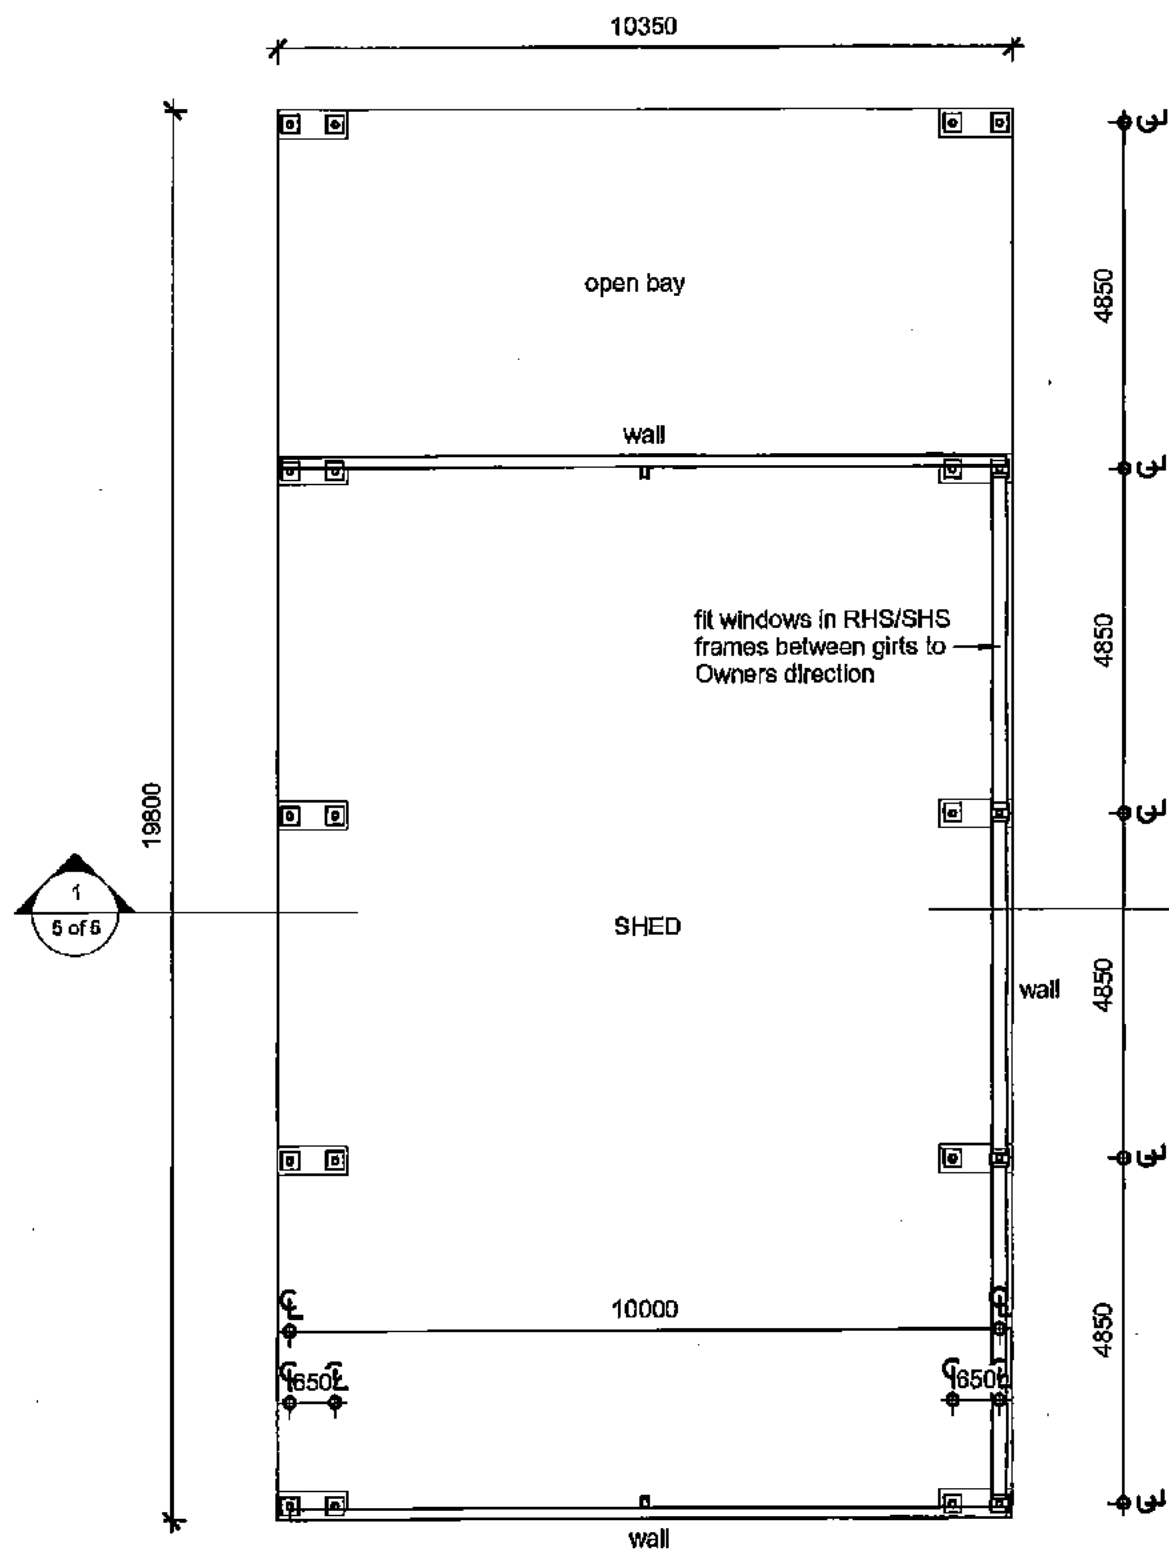 10350
open bay
4850
wall
fit windows in RHS/SHS
frames between girts to
Owners direction
4850
19800
1
5 of 5
SHED
wall
4850
10000
4850
650
650
wall